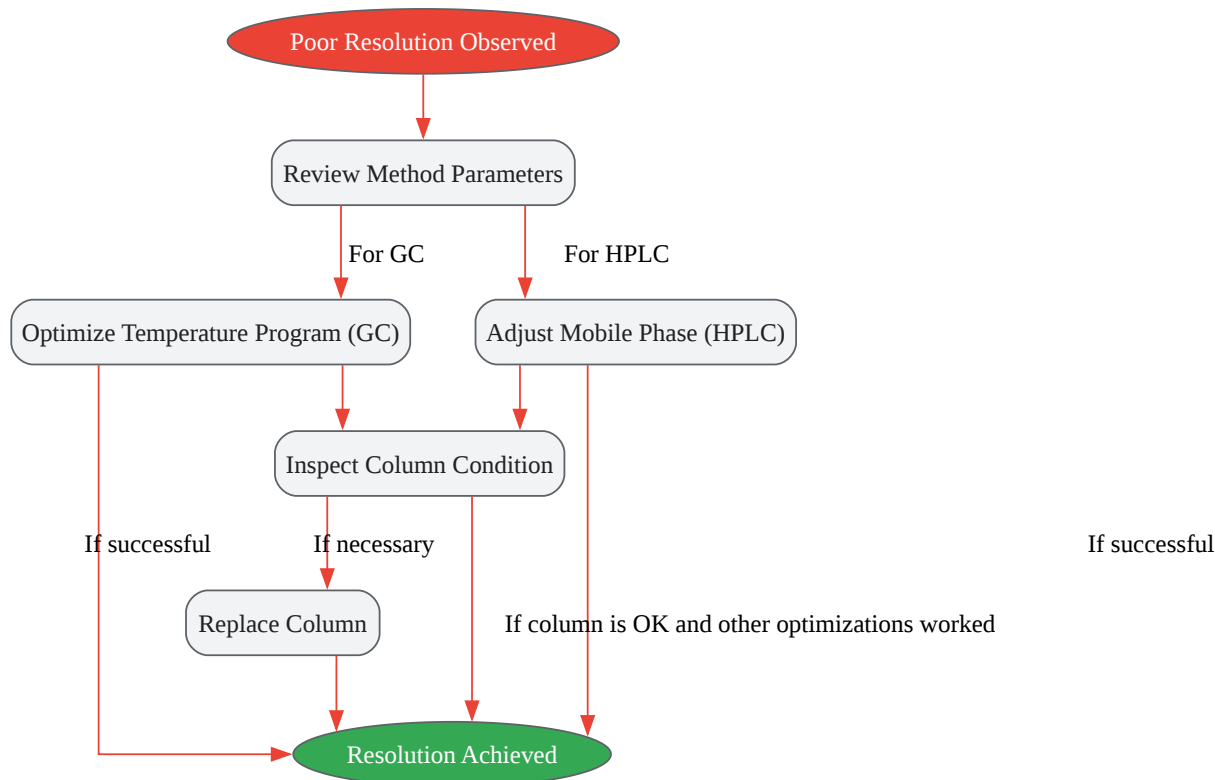 Poor Resolution Observed
Review Method Parameters
For GC
For HPLC
Optimize Temperature Program (GC)
Adjust Mobile Phase (HPLC)
Inspect Column Condition
If successful
If necessary
If successful
Replace Column
If column is OK and other optimizations worked
Resolution Achieved